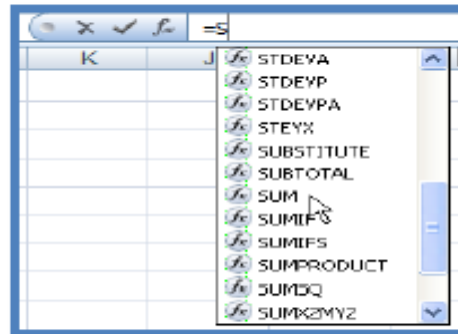 =S
K J
STDEVA
STDEVP
STDEVPA
STEYX
SUBSTITUTE
SUBTOTAL
SUM
SUMIF
SUMIFS
SUMPRODUCT
SUMSQ
SUMX2MY2